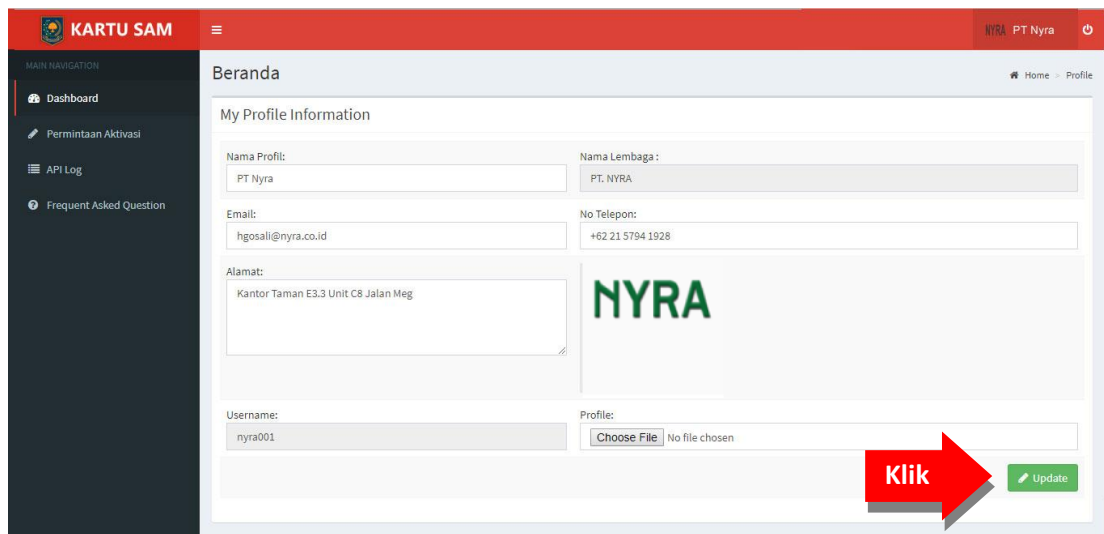 KARTU SAM
NYRA PT Nyra
MAIN NAVIGATION
Dashboard
Permintaan Aktivasi
API Log
Frequent Asked Question
Beranda
Home > Profile
My Profile Information
Nama Profil:
Nama Lembaga :
PT Nyra
PT. NYRA
Email:
No Telepon:
hgosali@nyra.co.id
+62 21 5794 1928
Alamat:
Kantor Taman E3.3 Unit C8 Jalan Meg
NYRA
Username:
Profile:
nyra001
Choose File No file chosen
Klik
Update